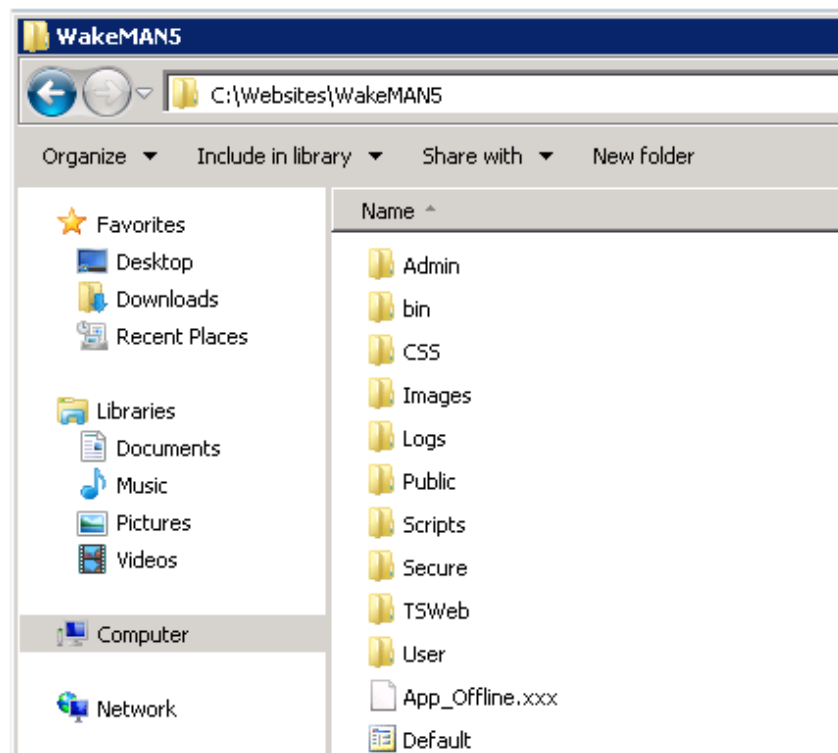 WakeMAN5
C:\Websites\WakeMAN5
Organize Include in library Share with New folder
Favorites
Desktop
Downloads
Recent Places
Libraries
Documents
Music
Pictures
Videos
Computer
Network
Name
Admin
bin
CSS
Images
Logs
Public
Scripts
Secure
TSWeb
User
App_Offline.xxx
Default